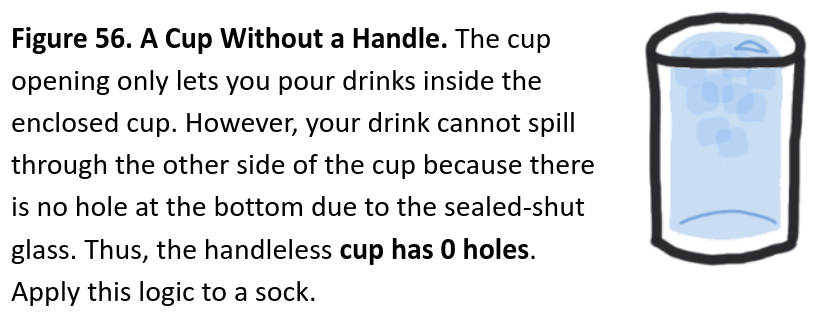 Figure 56. A Cup Without a Handle. The cup
opening only lets you pour drinks inside the
enclosed cup. However, your drink cannot spill
through the other side of the cup because there
is no hole at the bottom due to the sealed-shut
glass. Thus, the handleless cup has 0 holes.
Apply this logic to a sock.